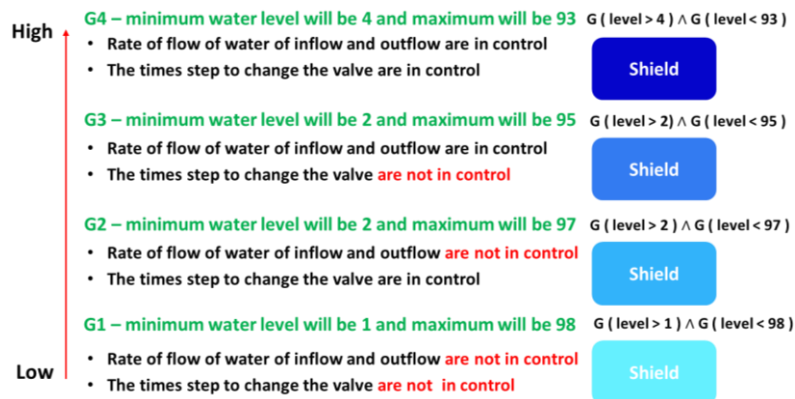 High
G4 – minimum water level will be 4 and maximum will be 93 G ( level > 4 ) ∧ G ( level < 93 )
• Rate of flow of water of inflow and outflow are in control
• The times step to change the valve are in control
Shield
G3 – minimum water level will be 2 and maximum will be 95 G ( level > 2) ∧ G ( level < 95 )
• Rate of flow of water of inflow and outflow are in control
• The times step to change the valve are not in control
Shield
G2 – minimum water level will be 2 and maximum will be 97 G ( level > 2 ) ∧ G ( level < 97 )
• Rate of flow of water of inflow and outflow are not in control
• The times step to change the valve are in control
Shield
G1 – minimum water level will be 1 and maximum will be 98 G ( level > 1 ) ∧ G ( level < 98 )
• Rate of flow of water of inflow and outflow are not in control
• The times step to change the valve are not in control
Shield
Low